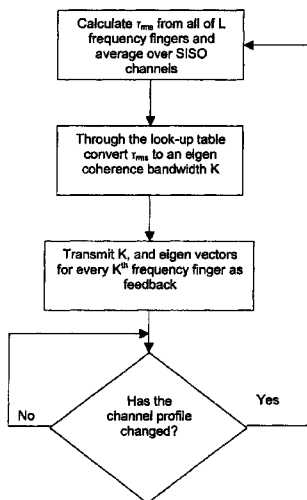 Calculate τrms from all of L
frequency fingers and
average over SISO
channels
Through the look-up table
convert τrms to an eigen
coherence bandwidth K
Transmit K, and eigen vectors
for every Kth frequency finger as
feedback
Has the
No
channel profile
Yes
changed?